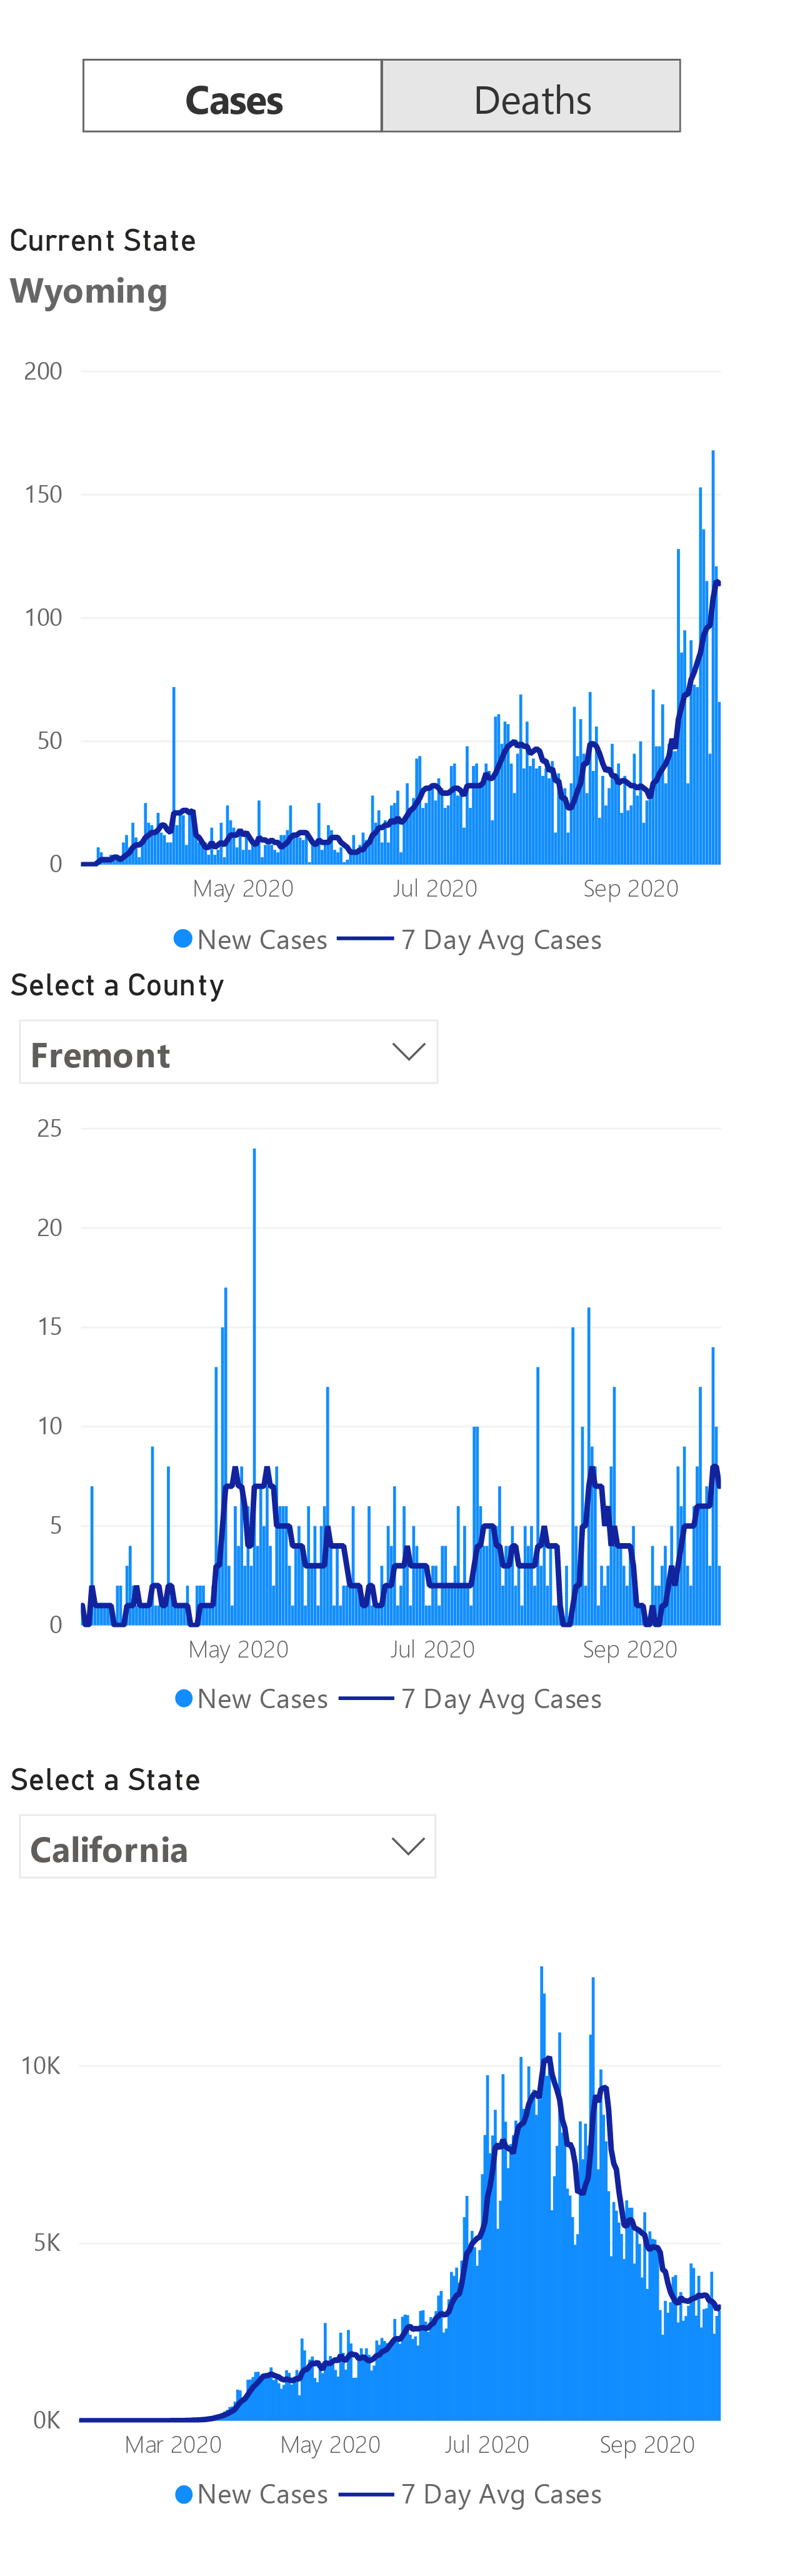 Cases Deaths
Current State
Wyoming
200
150
100
50
0
May 2020 Jul 2020 Sep 2020
New Cases 7 Day Avg Cases
Select a County
Fremont
25
20
15
10
5
0
May 2020 Jul 2020 Sep 2020
New Cases 7 Day Avg Cases
Select a State
California
10K
5K
0K
Mar 2020 May 2020 Jul 2020 Sep 2020
New Cases 7 Day Avg Cases